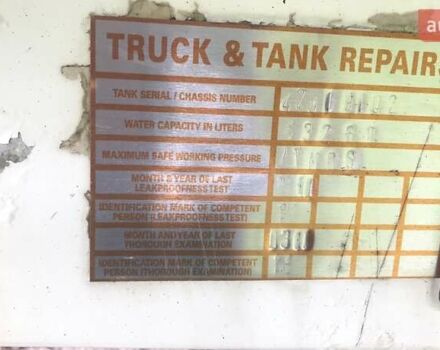 TRUCK & TANK REPAIRS
TANK SERIAL / CHASSIS NUMBER
WATER CAPACITY IN LITERS
MAXIMUM SAFE WORKING PRESSURE
MONTH & YEAR OF LAST
LEAKPROOFNESS TEST
IDENTIFICATION MARK OF COMPETENT
PERSON (LEAKPROOFNESS TEST)
MONTH AND YEAR OF LAST
THOROUGH EXAMINATION
IDENTIFICATION MARK OF COMPETENT
PERSON (THOROUGH EXAMINATION)